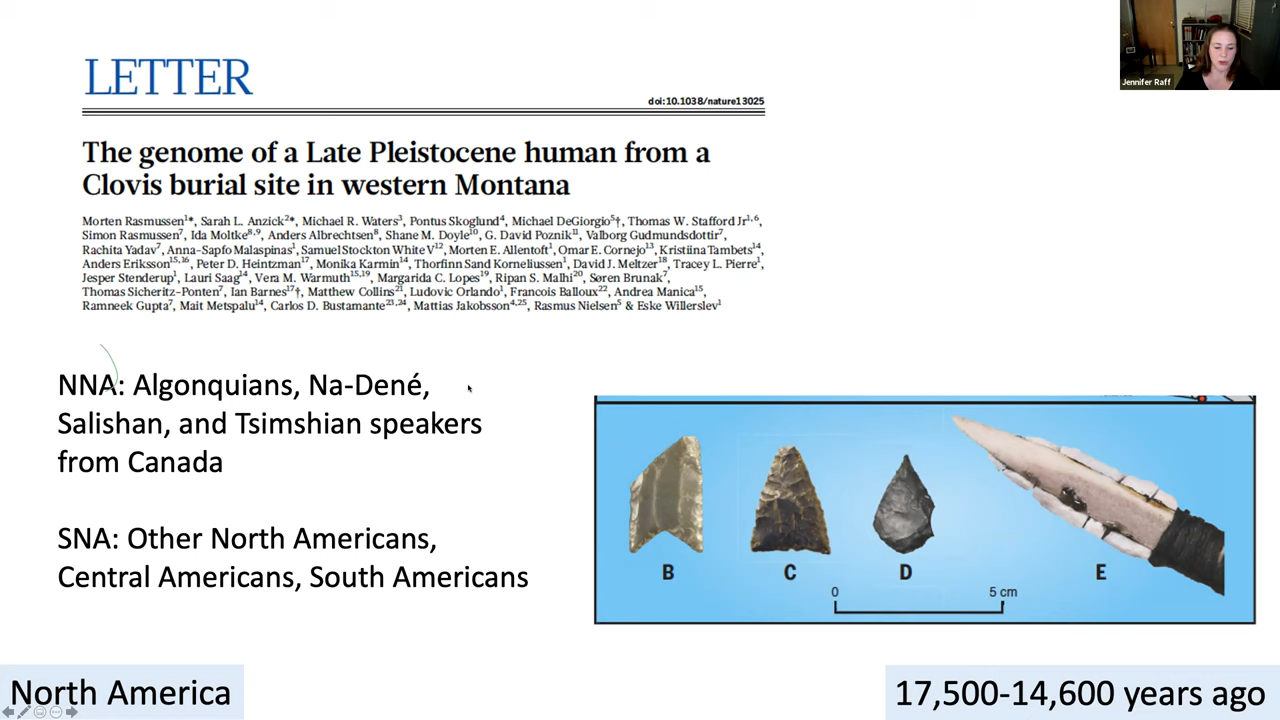 Jennifer Raff
LETTER
doi:10.1038/nature13025
The genome of a Late Pleistocene human from a
Clovis burial site in western Montana
Morten Rasmussen¹*, Sarah L. Anzick²*, Michael R. Waters³, Pontus Skoglund⁴, Michael DeGiorgio⁵†, Thomas W. Stafford Jr¹,⁶,
Simon Rasmussen⁷, Ida Moltke⁸,⁹, Anders Albrechtsen⁸, Shane M. Doyle¹⁰, G. David Poznik¹¹, Valborg Gudmundsdottir⁷,
Rachita Yadav⁷, Anna-Sapfo Malaspinas¹, Samuel Stockton White V¹², Morten E. Allentoft¹, Omar E. Cornejo¹³, Kristiina Tambets¹⁴,
Anders Eriksson¹⁵,¹⁶, Peter D. Heintzman¹⁷, Monika Karmin¹⁴, Thorfinn Sand Korneliussen¹, David J. Meltzer¹⁸, Tracey L. Pierre¹,
Jesper Stenderup¹, Lauri Saag¹⁴, Vera M. Warmuth¹⁵,¹⁹, Margarida C. Lopes¹⁹, Ripan S. Malhi²⁰, Søren Brunak⁷,
Thomas Sicheritz-Ponten⁷, Ian Barnes¹⁷†, Matthew Collins²¹, Ludovic Orlando¹, Francois Balloux²², Andrea Manica¹⁵,
Ramneek Gupta⁷, Mait Metspalu¹⁴, Carlos D. Bustamante²³,²⁴, Mattias Jakobsson⁴,²⁵, Rasmus Nielsen⁵ & Eske Willerslev¹
NNA: Algonquians, Na-Dené,
Salishan, and Tsimshian speakers
from Canada
SNA: Other North Americans,
Central Americans, South Americans
B C D E
0 5 cm
North America
17,500-14,600 years ago